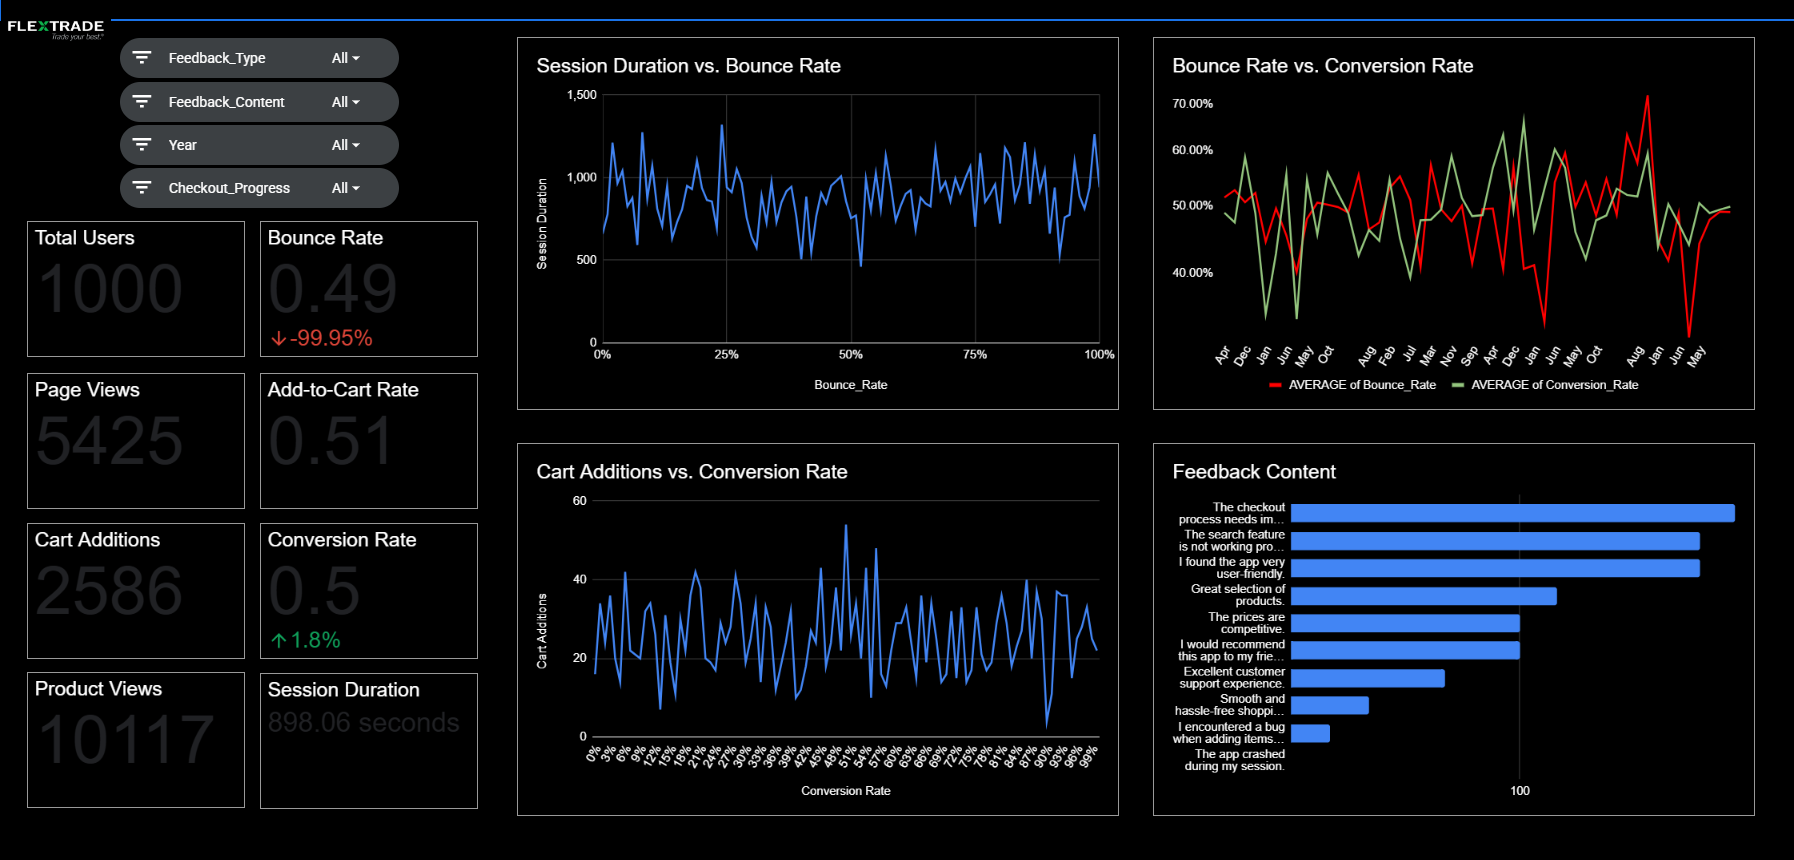 FLEXTRADE
Trade your best.®
Feedback_Type All
Feedback_Content All
Year All
Checkout_Progress All
Total Users
1000
Bounce Rate
0.49
-99.95%
Page Views
5425
Add-to-Cart Rate
0.51
Cart Additions
2586
Conversion Rate
0.5
1.8%
Product Views
10117
Session Duration
898.06 seconds
Session Duration vs. Bounce Rate
Session Duration
1,500
1,000
500
0
0% 25% 50% 75% 100%
Bounce_Rate
Bounce Rate vs. Conversion Rate
70.00%
60.00%
50.00%
40.00%
Apr Dec Jan Jun May Oct Aug Feb Jul Mar Nov Sep Apr Dec Jan Jun May Oct Aug Jan Jun May
AVERAGE of Bounce_Rate AVERAGE of Conversion_Rate
Cart Additions vs. Conversion Rate
Cart Additions
60
40
20
0
0% 3% 6% 9% 12% 15% 18% 21% 24% 27% 30% 33% 36% 39% 42% 45% 48% 51% 54% 57% 60% 63% 66% 69% 72% 75% 78% 81% 84% 87% 90% 93% 96% 99%
Conversion Rate
Feedback Content
The checkout
process needs im...
The search feature
is not working pro...
I found the app very
user-friendly.
Great selection of
products.
The prices are
competitive.
I would recommend
this app to my frie...
Excellent customer
support experience.
Smooth and
hassle-free shoppi...
I encountered a bug
when adding items...
The app crashed
during my session.
100